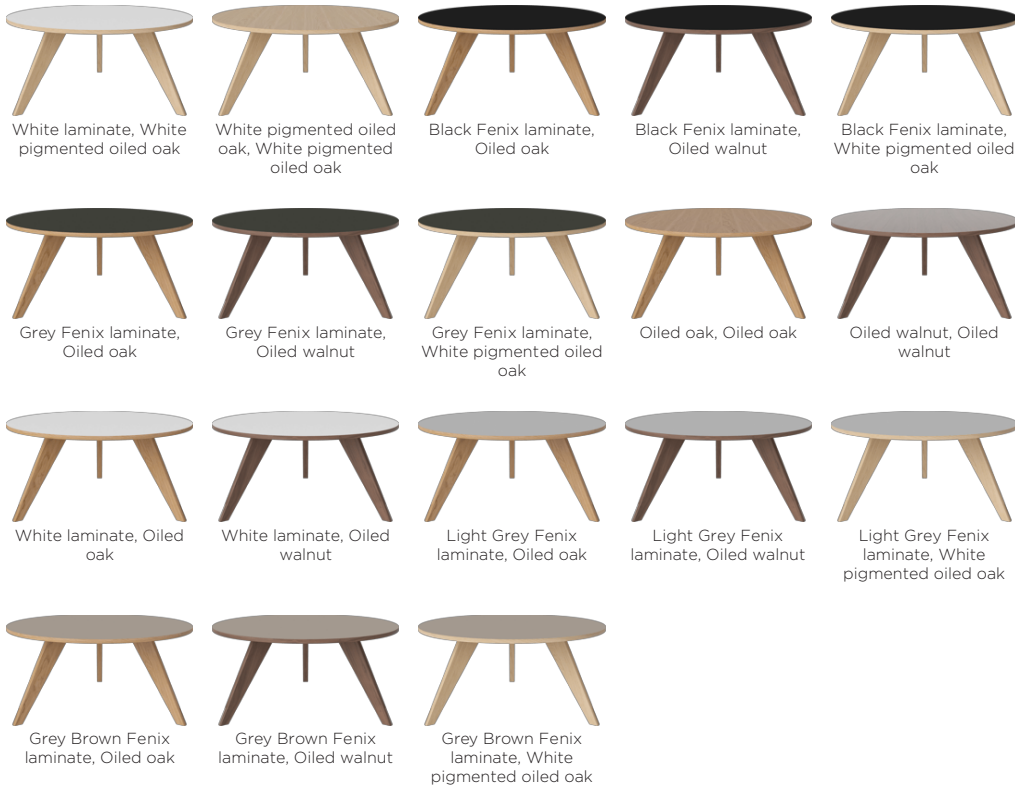 White laminate, White
pigmented oiled oak
White pigmented oiled
oak, White pigmented
oiled oak
Black Fenix laminate,
Oiled oak
Black Fenix laminate,
Oiled walnut
Black Fenix laminate,
White pigmented oiled
oak
Grey Fenix laminate,
Oiled oak
Grey Fenix laminate,
Oiled walnut
Grey Fenix laminate,
White pigmented oiled
oak
Oiled oak, Oiled oak
Oiled walnut, Oiled
walnut
White laminate, Oiled
oak
White laminate, Oiled
walnut
Light Grey Fenix
laminate, Oiled oak
Light Grey Fenix
laminate, Oiled walnut
Light Grey Fenix
laminate, White
pigmented oiled oak
Grey Brown Fenix
laminate, Oiled oak
Grey Brown Fenix
laminate, Oiled walnut
Grey Brown Fenix
laminate, White
pigmented oiled oak